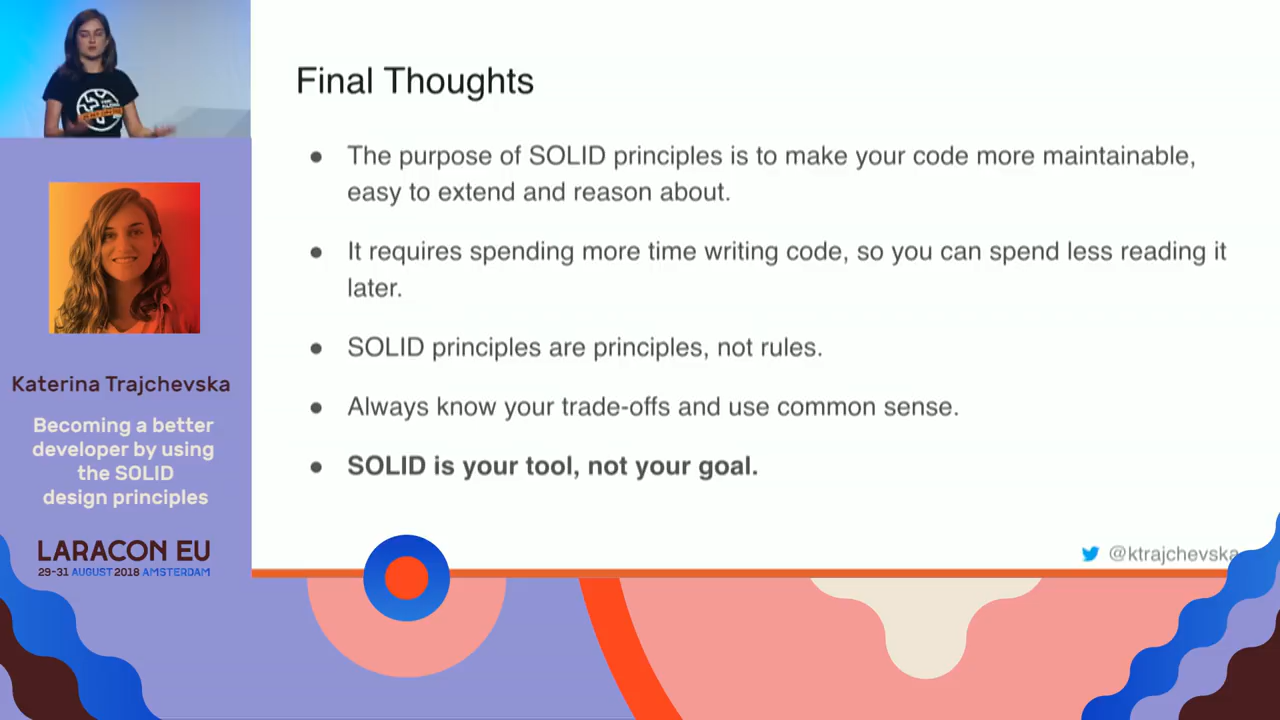 Final Thoughts
● The purpose of SOLID principles is to make your code more maintainable,
easy to extend and reason about.
● It requires spending more time writing code, so you can spend less reading it
later.
● SOLID principles are principles, not rules.
● Always know your trade-offs and use common sense.
● SOLID is your tool, not your goal.
@ktrajchevska
Katerina Trajchevska
Becoming a better
developer by using
the SOLID
design principles
LARACON EU
29-31 AUGUST 2018 AMSTERDAM